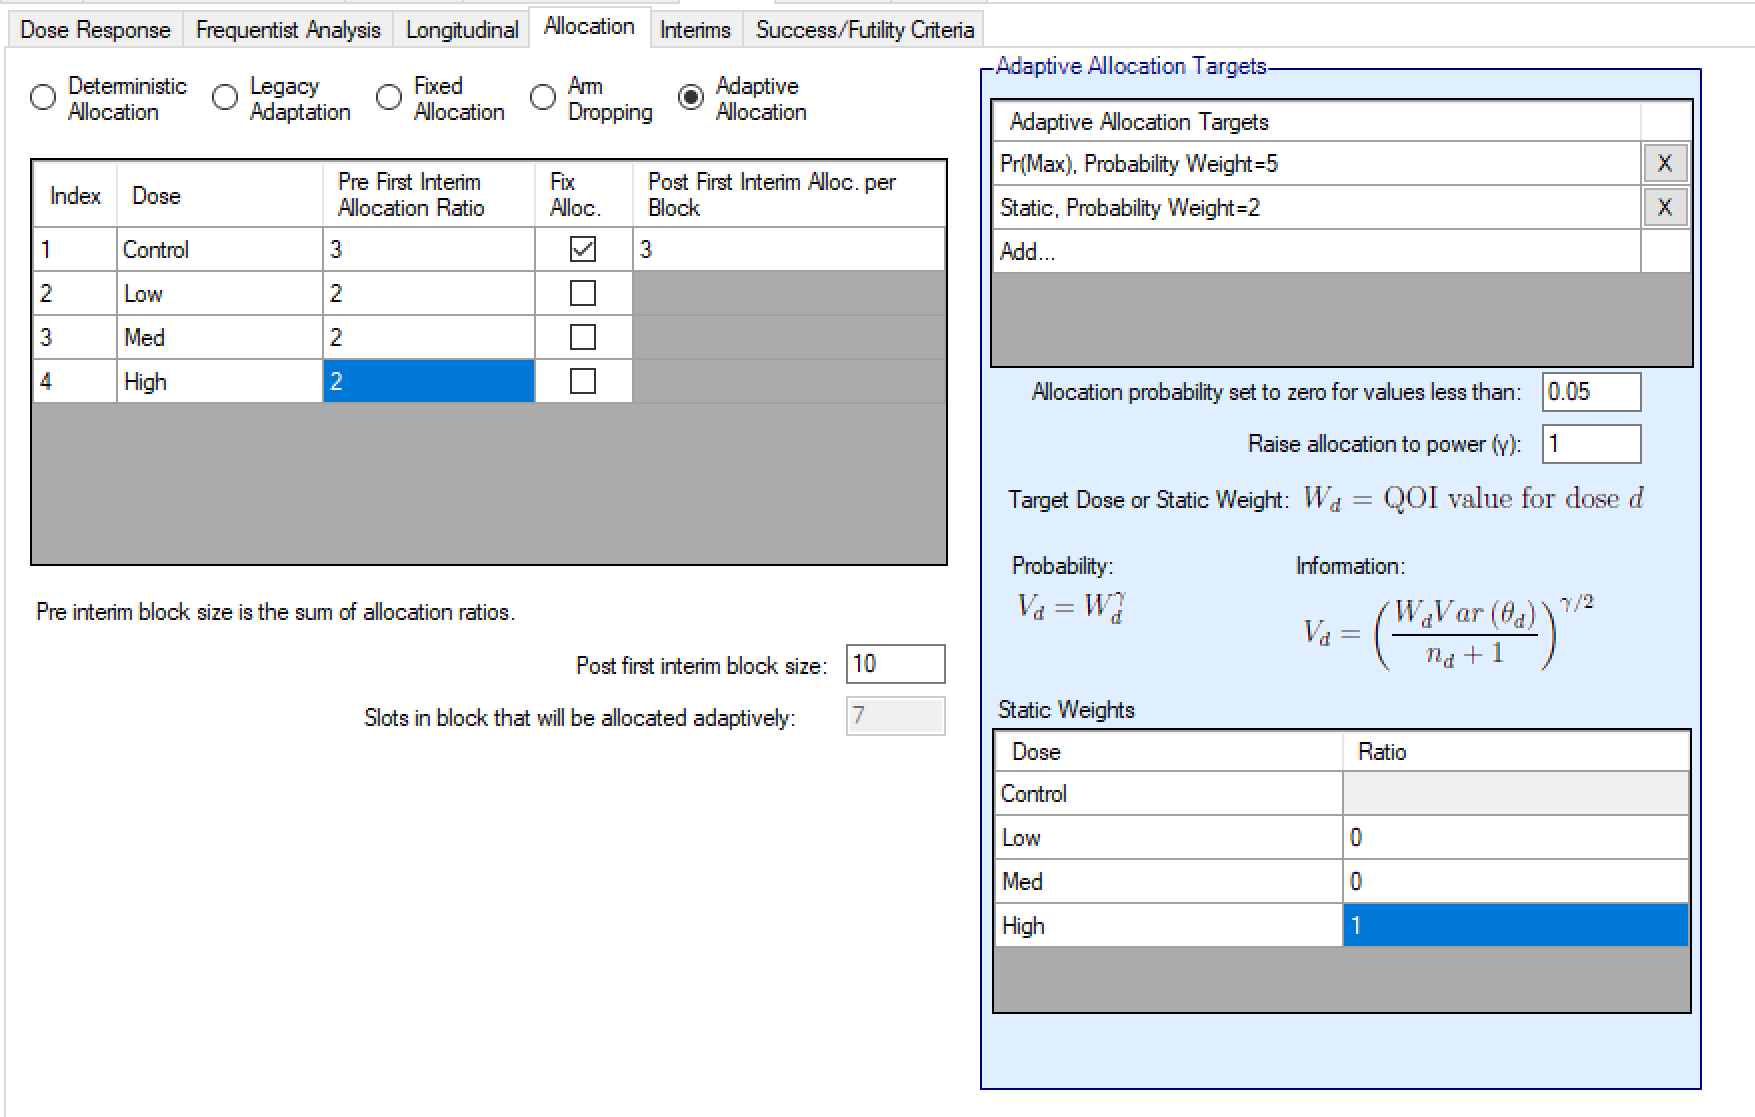 Dose Response Frequentist Analysis Longitudinal Allocation Interims Success/Futility Criteria
Deterministic Allocation
Legacy Adaptation
Fixed Allocation
Arm Dropping
Adaptive Allocation
Index Dose Pre First Interim Allocation Ratio Fix Alloc. Post First Interim Alloc. per Block
1 Control 3 3
2 Low 2
3 Med 2
4 High 2
Pre interim block size is the sum of allocation ratios.
Post first interim block size: 10
Slots in block that will be allocated adaptively: 7
Adaptive Allocation Targets
Adaptive Allocation Targets
Pr(Max), Probability Weight=5 X
Static, Probability Weight=2 X
Add...
Allocation probability set to zero for values less than: 0.05
Raise allocation to power (γ): 1
Target Dose or Static Weight: W_d = QOI value for dose d
Probability: Information:
V_d = W_d^γ V_d = (W_d Var (θ_d) / n_d + 1)^γ/2
Static Weights
Dose Ratio
Control
Low 0
Med 0
High 1